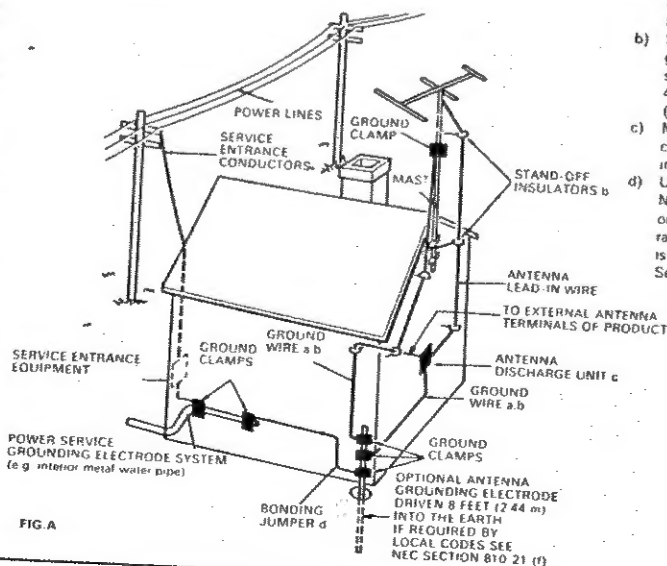 POWER LINES
SERVICE
ENTRANCE
CONDUCTORS
GROUND
CLAMP
MAST
STAND-OFF
INSULATORS b
ANTENNA
LEAD-IN WIRE
TO EXTERNAL ANTENNA
TERMINALS OF PRODUCT
ANTENNA
DISCHARGE UNIT c
GROUND
WIRE a.b
GROUND
WIRE a b
GROUND
CLAMPS
SERVICE ENTRANCE
EQUIPMENT
POWER SERVICE
GROUNDING ELECTRODE SYSTEM
(e.g. interior metal water pipe)
GROUND
CLAMPS
BONDING
JUMPER d
OPTIONAL ANTENNA
GROUNDING ELECTRODE
DRIVEN 8 FEET (2 44 m)
INTO THE EARTH
IF REQUIRED BY
LOCAL CODES SEE
NEC SECTION 810 21 (f)
FIG.A
b)
c)
d)